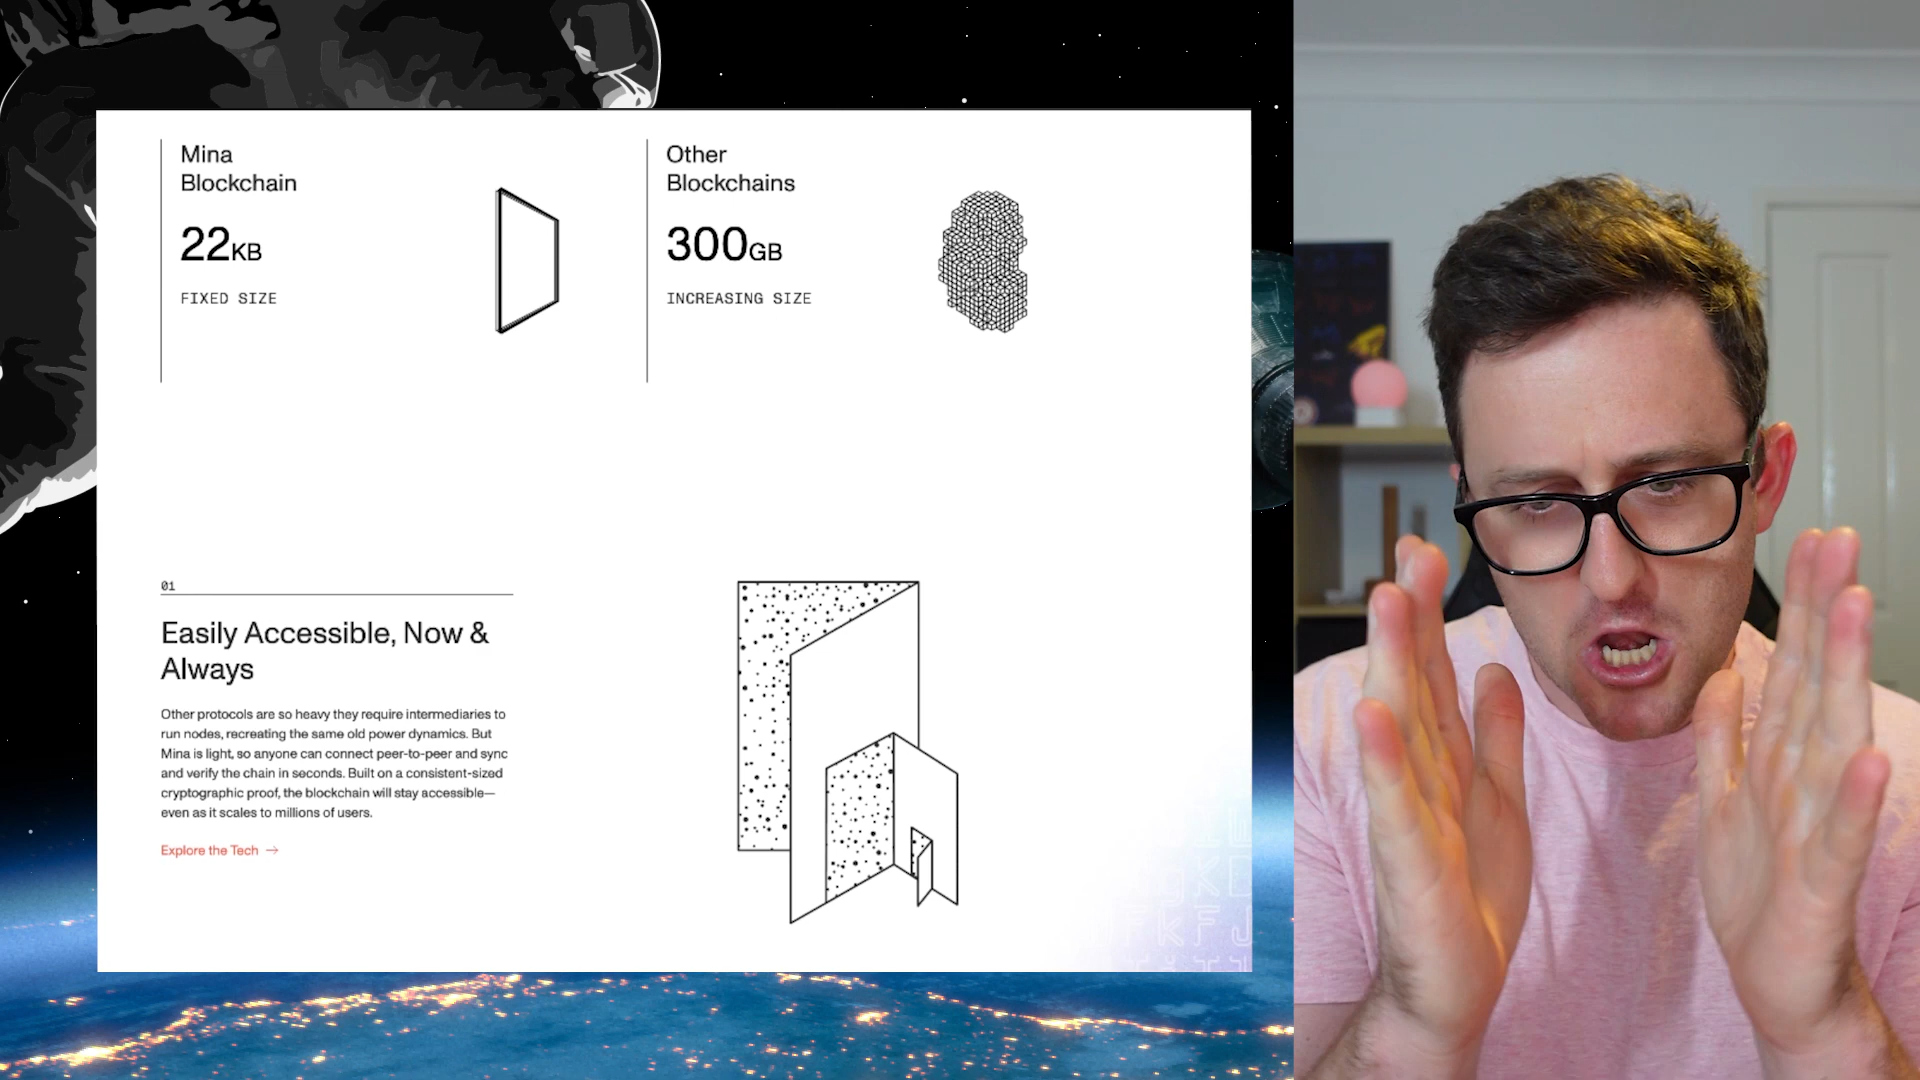 Mina
Blockchain
22KB
FIXED SIZE
Other
Blockchains
300GB
INCREASING SIZE
01
Easily Accessible, Now &
Always
Other protocols are so heavy they require intermediaries to
run nodes, recreating the same old power dynamics. But
Mina is light, so anyone can connect peer-to-peer and sync
and verify the chain in seconds. Built on a consistent-sized
cryptographic proof, the blockchain will stay accessible—
even as it scales to millions of users.
Explore the Tech →
K
F K F J